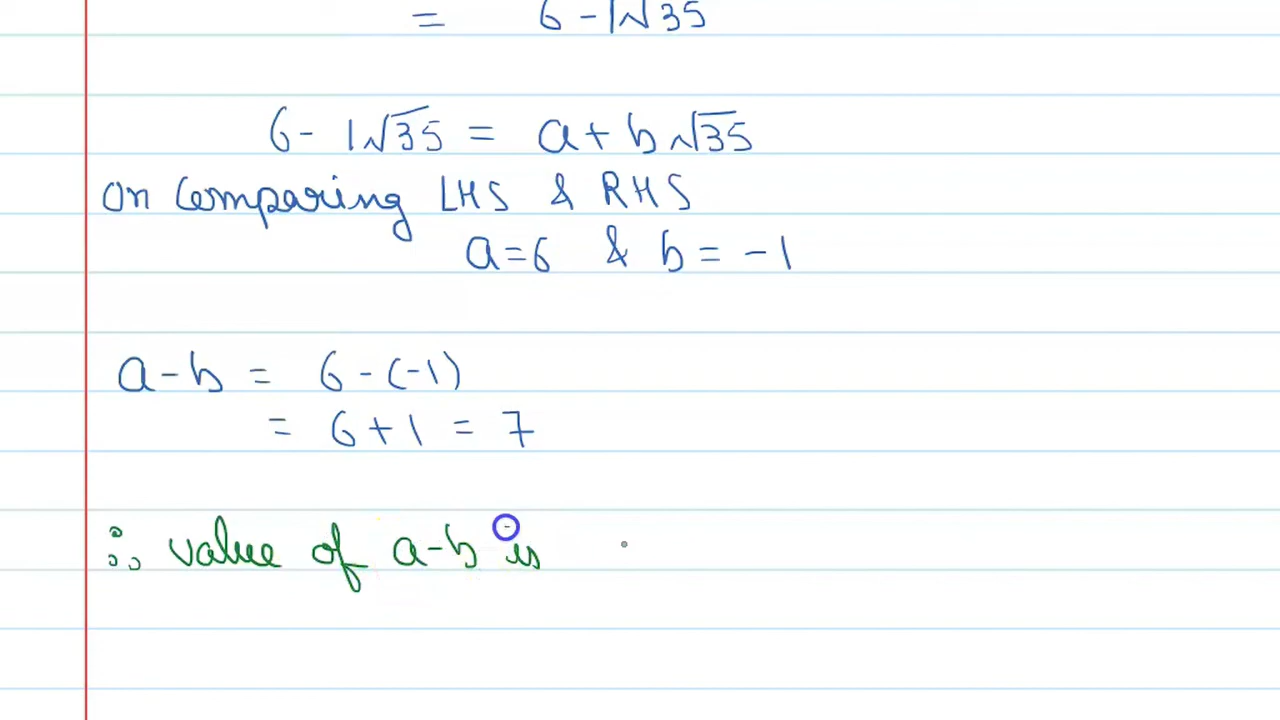 = 6-1√35
6- 1√35 = a+b√35
On Comparing LHS & RHS
a=6 & b = -1
a-b = 6-(-1)
= 6+1 = 7
∴ value of a-b is